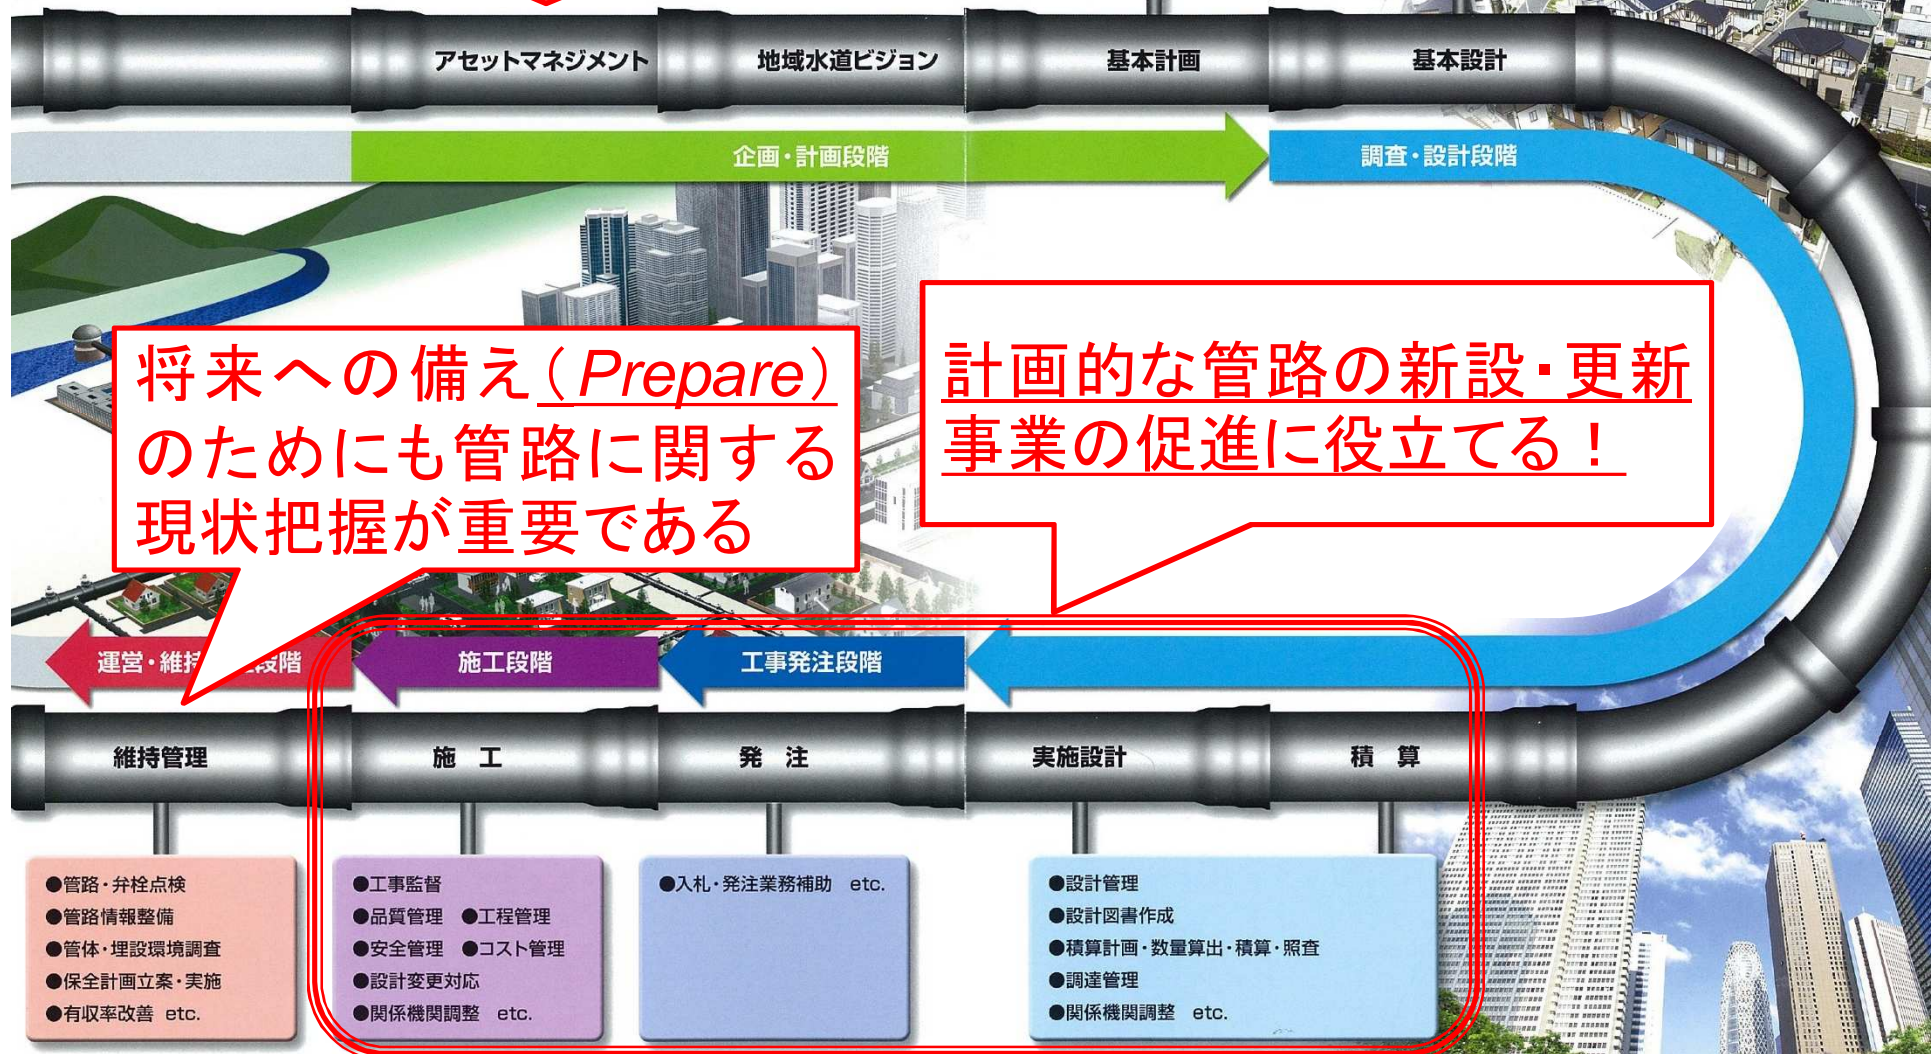 アセットマネジメント
地域水道ビジョン
基本計画
基本設計
企画・計画段階
調査・設計段階
将来への備え(Prepare)
のためにも管路に関する
現状把握が重要である
計画的な管路の新設・更新
事業の促進に役立てる！
運営・維持
段階
施工段階
工事発注段階
維持管理
施 工
発 注
実施設計
積 算
●管路・弁栓点検
●管路情報整備
●管体・埋設環境調査
●保全計画立案・実施
●有収率改善 etc.
●工事監督
●品質管理 ●工程管理
●安全管理 ●コスト管理
●設計変更対応
●関係機関調整 etc.
●入札・発注業務補助 etc.
●設計管理
●設計図書作成
●積算計画・数量算出・積算・照査
●調達管理
●関係機関調整 etc.